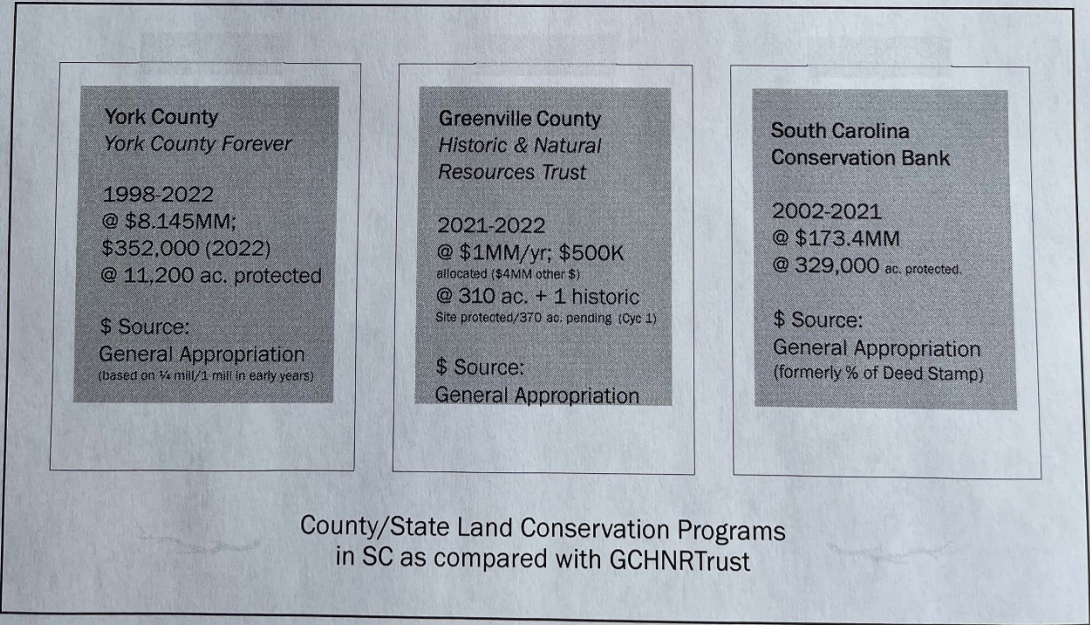 York County
York County Forever
1998-2022
@ $8.145MM;
$352,000 (2022)
@ 11,200 ac. protected
$ Source:
General Appropriation
(based on ¼ mill/1 mill in early years)
Greenville County
Historic & Natural
Resources Trust
2021-2022
@ $1MM/yr; $500K
allocated ($4MM other $)
@ 310 ac. + 1 historic
Site protected/370 ac. pending (Cyc 1)
$ Source:
General Appropriation
South Carolina
Conservation Bank
2002-2021
@ $173.4MM
@ 329,000 ac. protected.
$ Source:
General Appropriation
(formerly % of Deed Stamp)
County/State Land Conservation Programs
in SC as compared with GCHNRTrust